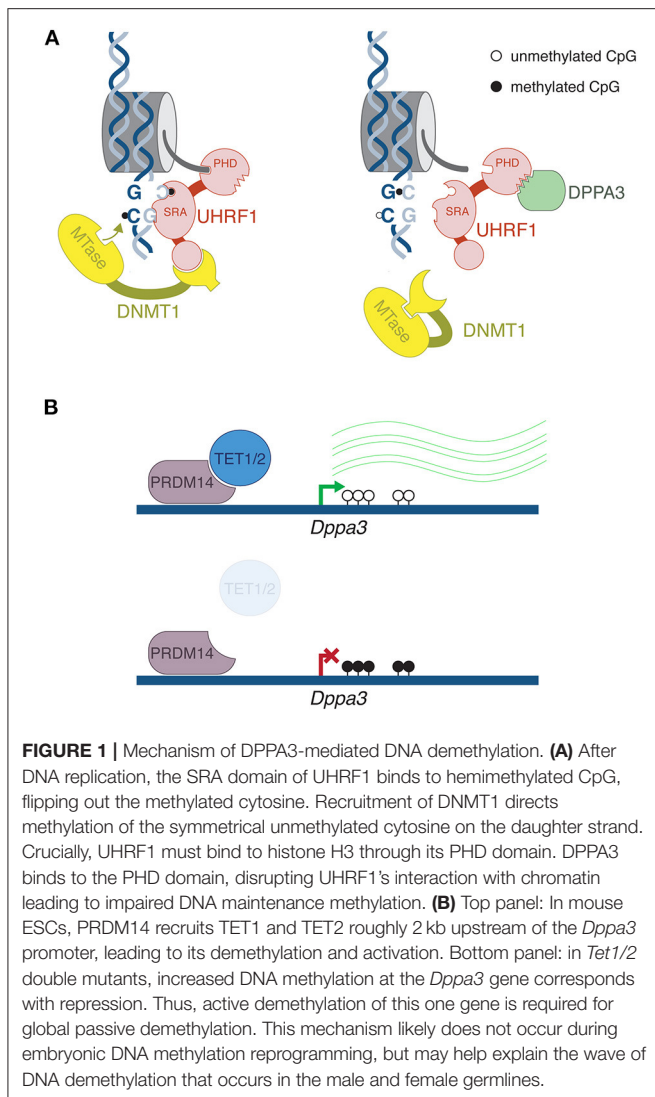 A
unmethylated CpG
methylated CpG
PHD
PHD
DPPA3
G C
G C
SRA
SRA
C G
UHRF1
C G
UHRF1
MTase
DNMT1
MTase
DNMT1
B
TET1/2
PRDM14
Dppa3
TET1/2
PRDM14
Dppa3
FIGURE 1 | Mechanism of DPPA3-mediated DNA demethylation. (A) After
DNA replication, the SRA domain of UHRF1 binds to hemimethylated CpG,
flipping out the methylated cytosine. Recruitment of DNMT1 directs
methylation of the symmetrical unmethylated cytosine on the daughter strand.
Crucially, UHRF1 must bind to histone H3 through its PHD domain. DPPA3
binds to the PHD domain, disrupting UHRF1's interaction with chromatin
leading to impaired DNA maintenance methylation. (B) Top panel: In mouse
ESCs, PRDM14 recruits TET1 and TET2 roughly 2 kb upstream of the Dppa3
promoter, leading to its demethylation and activation. Bottom panel: in Tet1/2
double mutants, increased DNA methylation at the Dppa3 gene corresponds
with repression. Thus, active demethylation of this one gene is required for
global passive demethylation. This mechanism likely does not occur during
embryonic DNA methylation reprogramming, but may help explain the wave of
DNA demethylation that occurs in the male and female germlines.